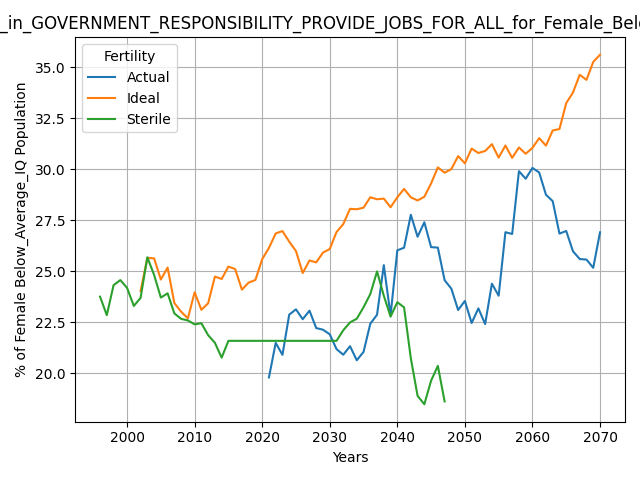 _in_GOVERNMENT_RESPONSIBILITY_PROVIDE_JOBS_FOR_ALL_for_Female_Bel
Fertility
Actual
Ideal
Sterile
% of Female Below_Average_IQ Population
35.0
32.5
30.0
27.5
25.0
22.5
20.0
2000 2010 2020 2030 2040 2050 2060 2070
Years